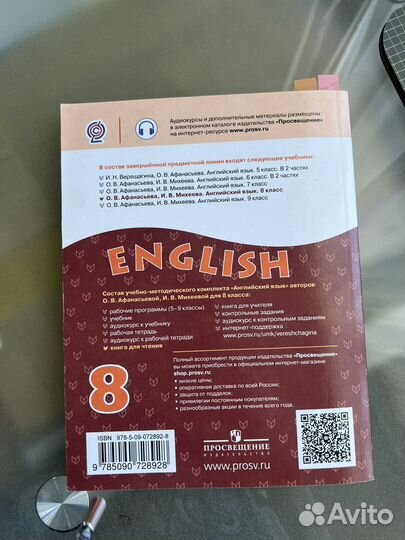 Аудиокурсы и дополнительные материалы размещены
в электронном каталоге издательства «Просвещение»
на интернет-ресурсе www.prosv.ru
В состав завершённой предметной линии входят следующие учебники:
И. Н. Верещагина, О. В. Афанасьева. Английский язык. 5 класс. В 2 частях
О. В. Афанасьева, И. В. Михеева. Английский язык. 6 класс. В 2 частях
О. В. Афанасьева, И. В. Михеева. Английский язык. 7 класс
О. В. Афанасьева, И. В. Михеева. Английский язык. 8 класс
О. В. Афанасьева, И. В. Михеева. Английский язык. 9 класс
ENGLISH
Состав учебно-методического комплекта «Английский язык» авторов
О. В. Афанасьевой, И. В. Михеевой для 8 класса:
рабочие программы (5–9 классы)
учебник
аудиокурс к учебнику
рабочая тетрадь
аудиокурс к рабочей тетради
книга для чтения
книга для учителя
контрольные задания
аудиокурс к контрольным заданиям
интернет-поддержка
www.prosv.ru/umk/vereshchagina
8
Полный ассортимент продукции издательства «Просвещение»
вы можете приобрести в официальном интернет-магазине
shop.prosv.ru:
• низкие цены;
• оперативная доставка по всей России;
• защита от подделок;
• привилегии постоянным покупателям;
• разнообразные акции в течение всего года.
ISBN 978-5-09-072892-8
9 785090 728928
ПРОСВЕЩЕНИЕ
ИЗДАТЕЛЬСТВО
www.prosv.ru
Avito